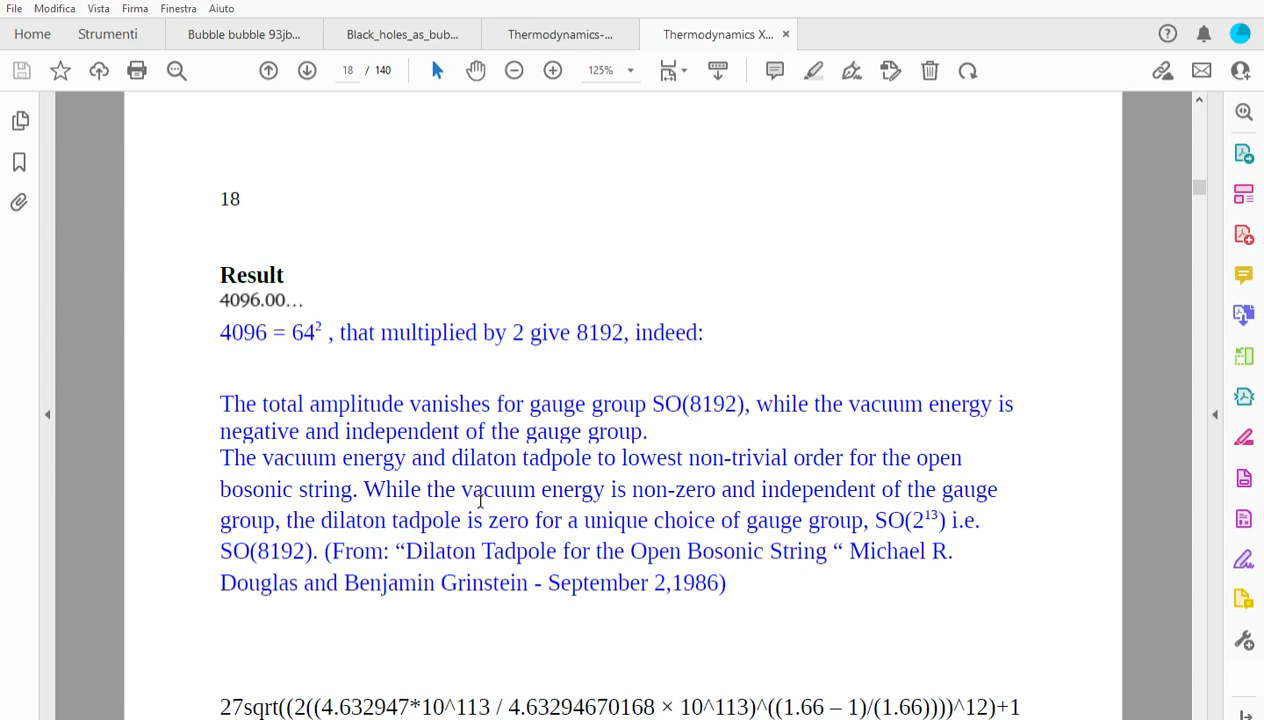 File Modifica Vista Firma Finestra Aiuto
Home Strumenti Bubble bubble 93jb... Black_holes_as_bub... Thermodynamics-... Thermodynamics X... ×
18 / 140 125%
18
Result
4096.00...
4096 = 64² , that multiplied by 2 give 8192, indeed:
The total amplitude vanishes for gauge group SO(8192), while the vacuum energy is
negative and independent of the gauge group.
The vacuum energy and dilaton tadpole to lowest non-trivial order for the open
bosonic string. While the vacuum energy is non-zero and independent of the gauge
group, the dilaton tadpole is zero for a unique choice of gauge group, SO(2¹³) i.e.
SO(8192). (From: “Dilaton Tadpole for the Open Bosonic String “ Michael R.
Douglas and Benjamin Grinstein - September 2,1986)
27sqrt((2((4.632947*10^113 / 4.63294670168 × 10^113)^((1.66 – 1)/(1.66))))^12)+1